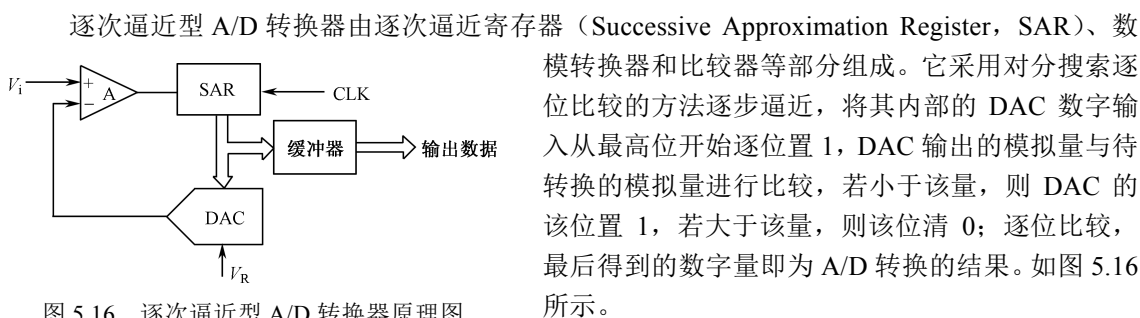 逐次逼近型 A/D 转换器由逐次逼近寄存器（Successive Approximation Register，SAR）、数
模转换器和比较器等部分组成。它采用对分搜索逐
位比较的方法逐步逼近，将其内部的 DAC 数字输
入从最高位开始逐位置 1，DAC 输出的模拟量与待
转换的模拟量进行比较，若小于该量，则 DAC 的
该位置 1，若大于该量，则该位清 0；逐位比较，
最后得到的数字量即为 A/D 转换的结果。如图 5.16
所示。
Vi
+
A
−
SAR
CLK
缓冲器
输出数据
DAC
VR
图 5.16 逐次逼近型 A/D 转换器原理图